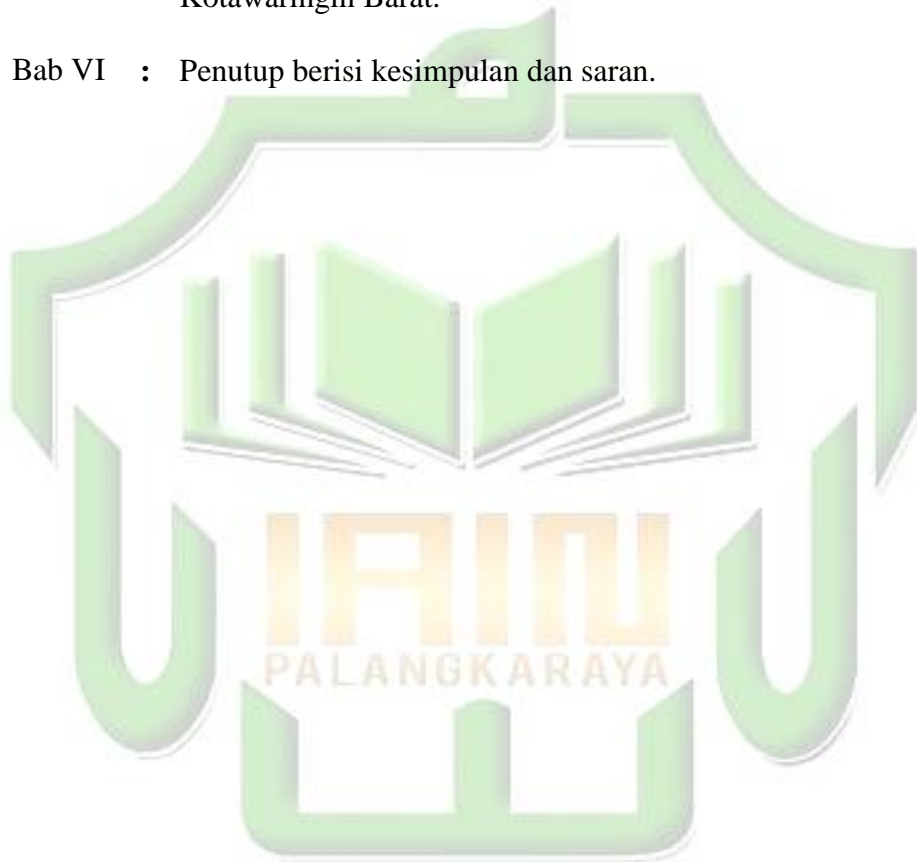 Kotawaringin Barat.
Bab VI : Penutup berisi kesimpulan dan saran.
IAIN
PALANGKARAYA